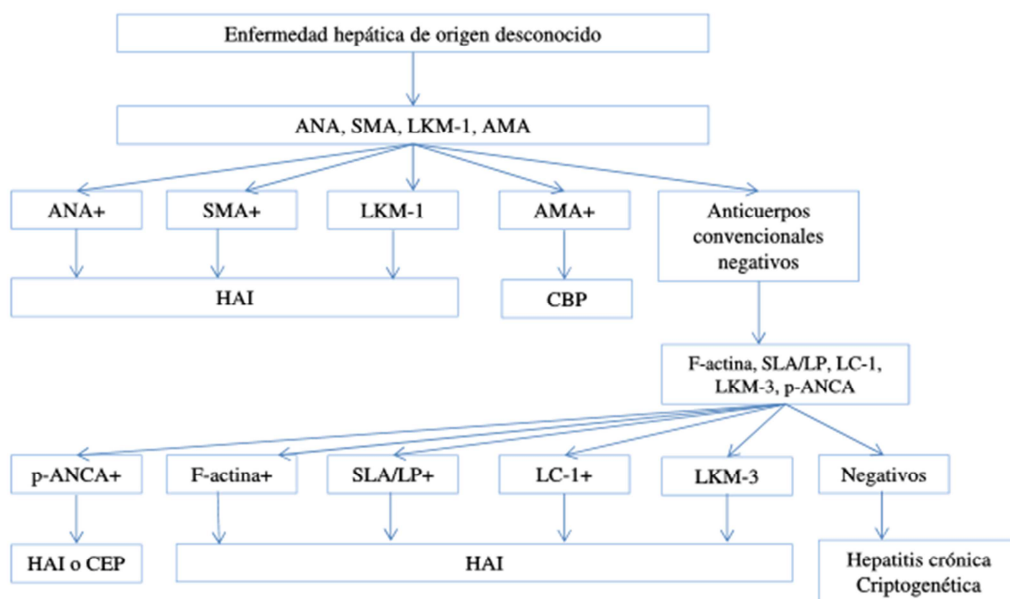 Enfermedad hepática de origen desconocido
ANA, SMA, LKM-1, AMA
ANA+
SMA+
LKM-1
AMA+
Anticuerpos
convencionales
negativos
HAI
CBP
F-actina, SLA/LP, LC-1,
LKM-3, p-ANCA
p-ANCA+
F-actina+
SLA/LP+
LC-1+
LKM-3
Negativos
HAI o CEP
HAI
Hepatitis crónica
Criptogenética